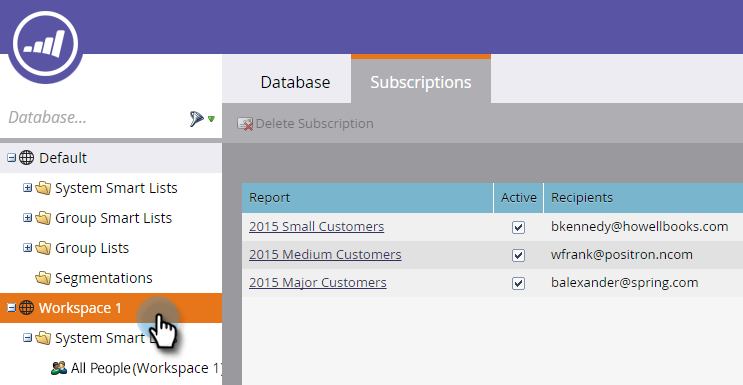 Database Subscriptions
Database...
Delete Subscription
Default
System Smart Lists
Group Smart Lists
Group Lists
Segmentations
Workspace 1
System Smart L
All People (Workspace 1)
Report Active Recipients
2015 Small Customers bkennedy@howellbooks.com
2015 Medium Customers wfrank@positron.ncom
2015 Major Customers balexander@spring.com